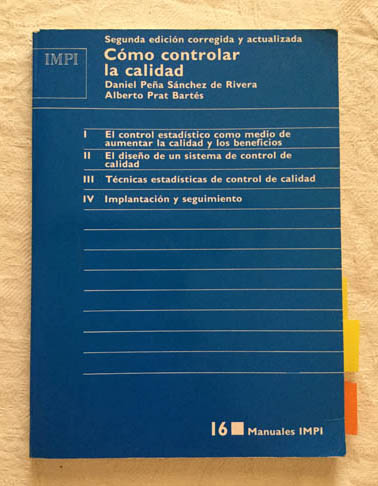 Segunda edición corregida y actualizada
IMPI
Cómo controlar
la calidad
Daniel Peña Sánchez de Rivera
Alberto Prat Bartés
I El control estadístico como medio de
aumentar la calidad y los beneficios
II El diseño de un sistema de control de
calidad
III Técnicas estadísticas de control de calidad
IV Implantación y seguimiento
16 Manuales IMPI